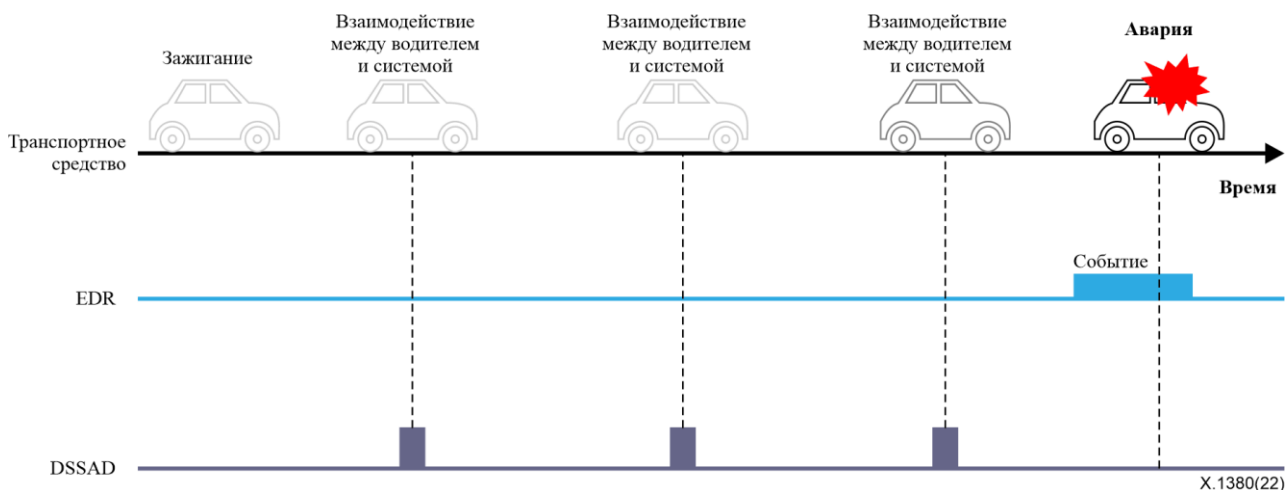 Зажигание
Взаимодействие
между водителем
и системой
Взаимодействие
между водителем
и системой
Взаимодействие
между водителем
и системой
Авария
Транспортное
средство
Время
Событие
EDR
DSSAD
X.1380(22)